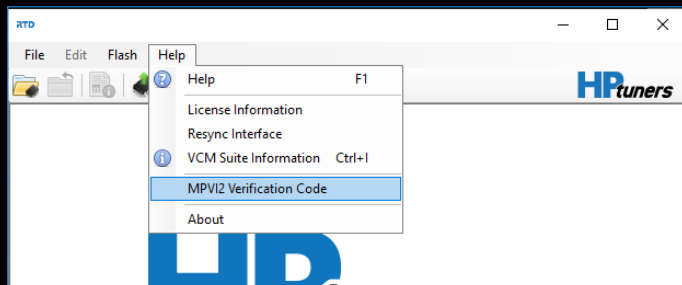 RTD
File Edit Flash Help
Help F1
HPtuners
License Information
Resync Interface
VCM Suite Information Ctrl+I
MPVI2 Verification Code
About
HP